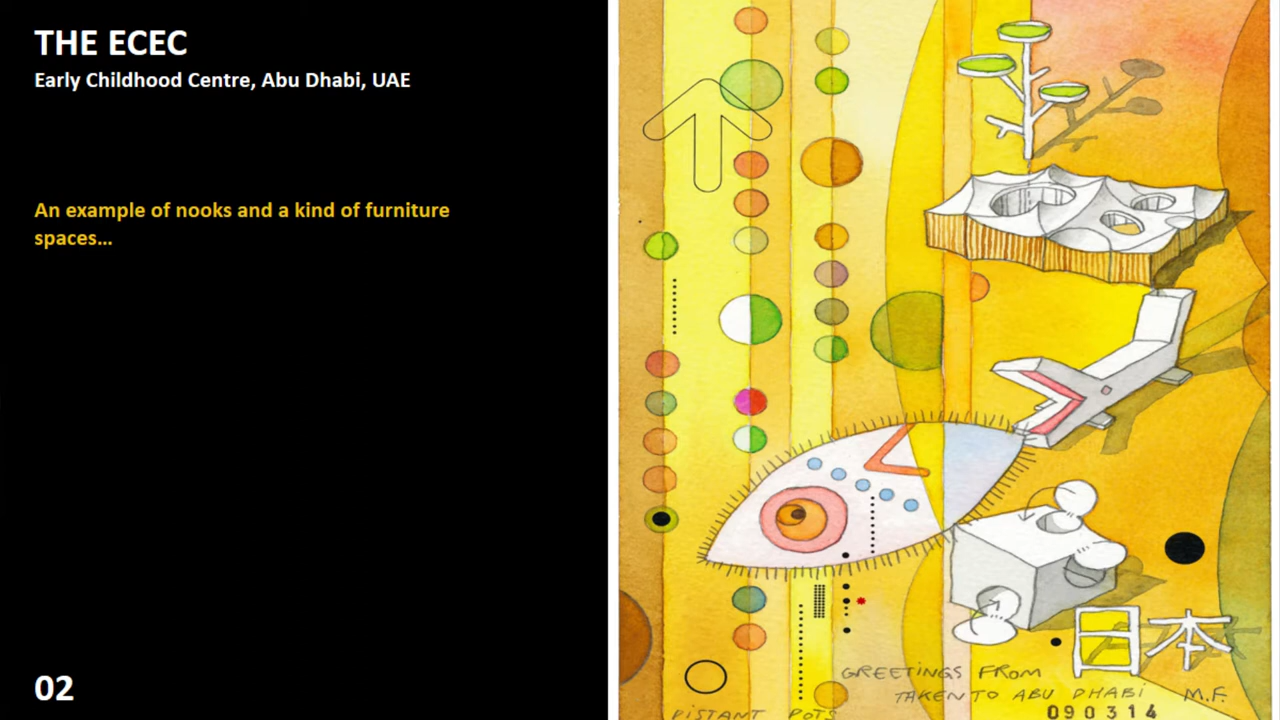 THE ECEC
Early Childhood Centre, Abu Dhabi, UAE
An example of nooks and a kind of furniture
spaces...
02
日本
GREETINGS FROM
TAKEN TO ABU DHABI M.F.
DISTANT POTS
090314